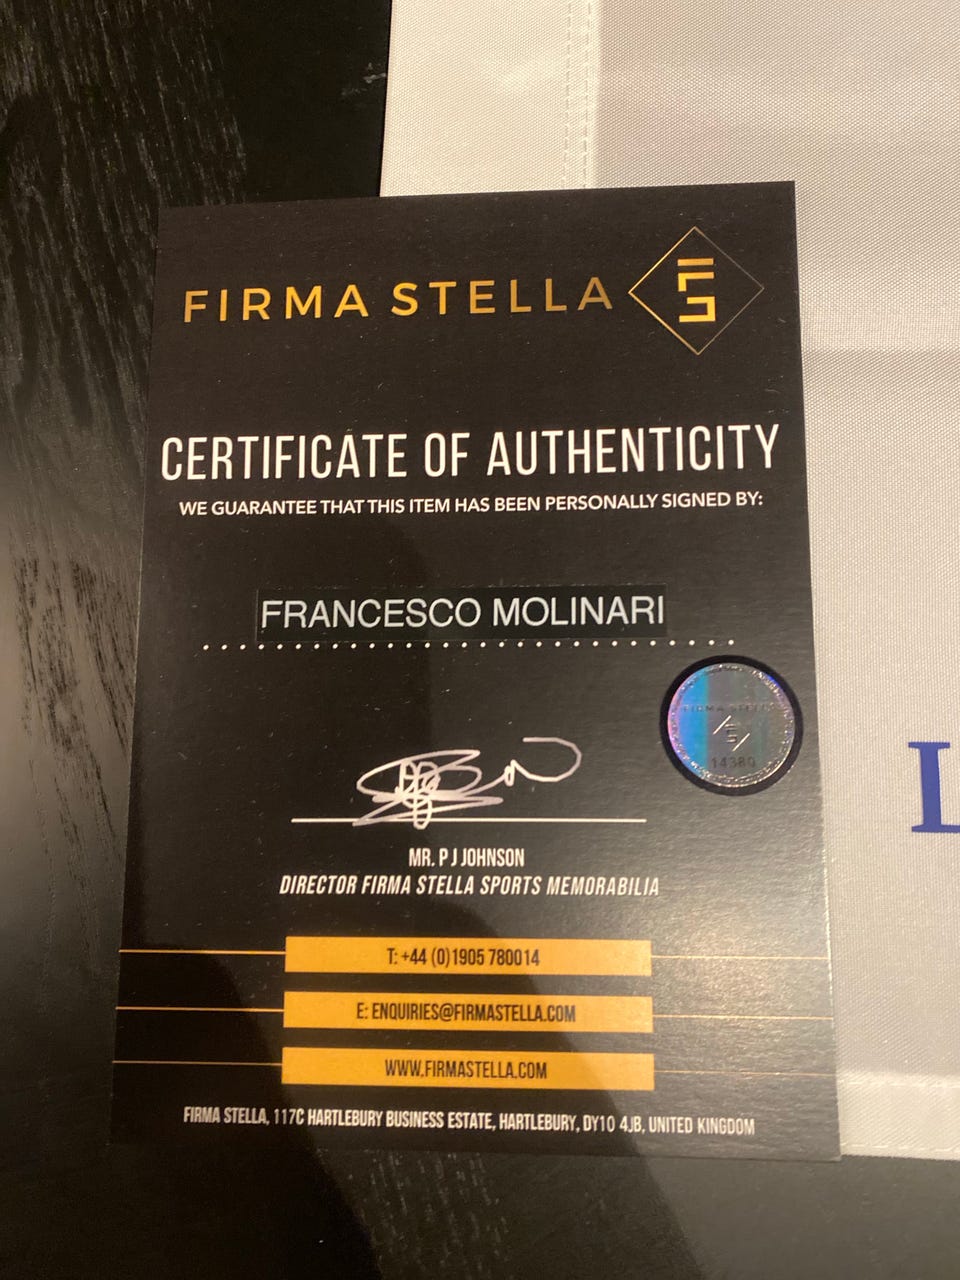 FIRMA STELLA
CERTIFICATE OF AUTHENTICITY
WE GUARANTEE THAT THIS ITEM HAS BEEN PERSONALLY SIGNED BY:
FRANCESCO MOLINARI
FIRMA STELLA
14380
L
MR. P J JOHNSON
DIRECTOR FIRMA STELLA SPORTS MEMORABILIA
T: +44 (0)1905 780014
E: ENQUIRIES@FIRMASTELLA.COM
WWW.FIRMASTELLA.COM
FIRMA STELLA, 117C HARTLEBURY BUSINESS ESTATE, HARTLEBURY, DY10 4JB, UNITED KINGDOM